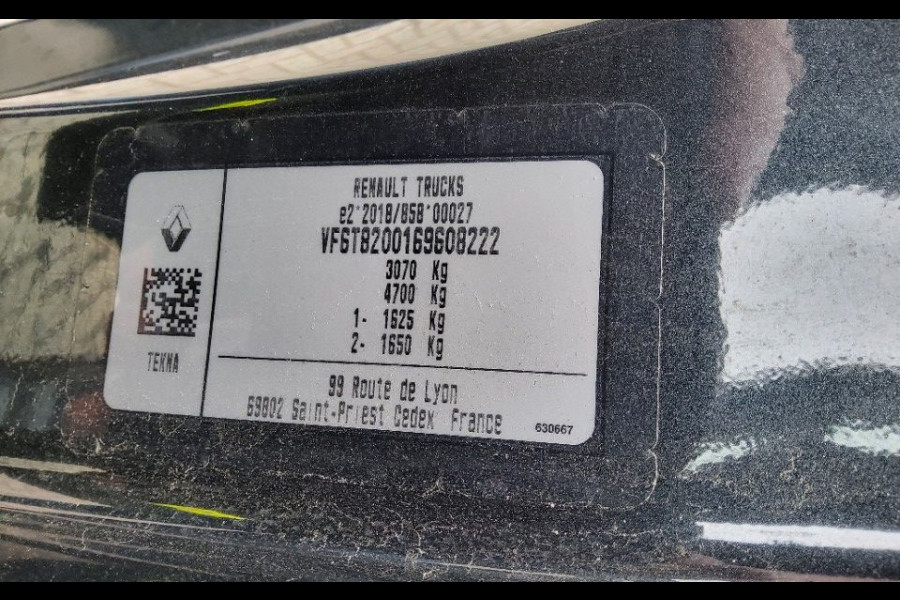 RENAULT TRUCKS
e2*2018/858*00027
VF6T8200169608222
3070 Kg
4700 Kg
1- 1625 Kg
2- 1650 Kg
TEKNA
99 Route de Lyon
69802 Saint-Priest Cedex France
630667